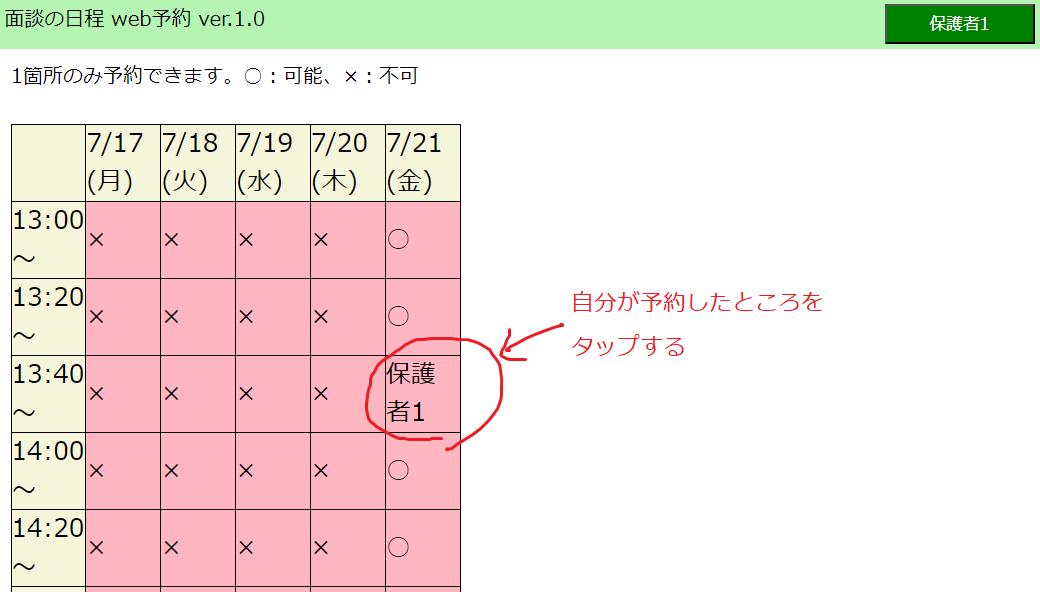 面談の日程 web予約 ver.1.0
保護者1
1箇所のみ予約できます。○：可能、×：不可
7/17 7/18 7/19 7/20 7/21
(月) (火) (水) (木) (金)
13:00
～ × × × × ○
13:20
～ × × × × ○
自分が予約したところを
タップする
13:40
～ × × × × 保護
者1
14:00
～ × × × × ○
14:20
～ × × × × ○